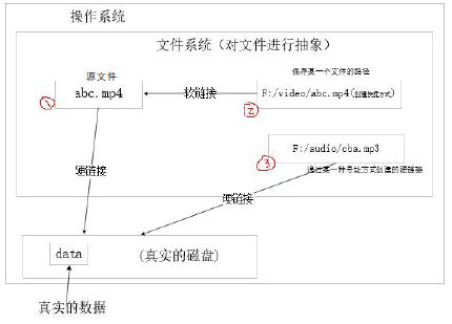 操作系统
文件系统（对文件进行抽象）
源文件
abc.mp4
软链接
保存某一个文件的路径
F:/video/abc.mp4(创建快捷方式)
①
②
F:/audio/cba.mp3
③
通过某一种寻址方式创建的硬链接
硬链接
硬链接
data
(真实的磁盘)
真实的数据